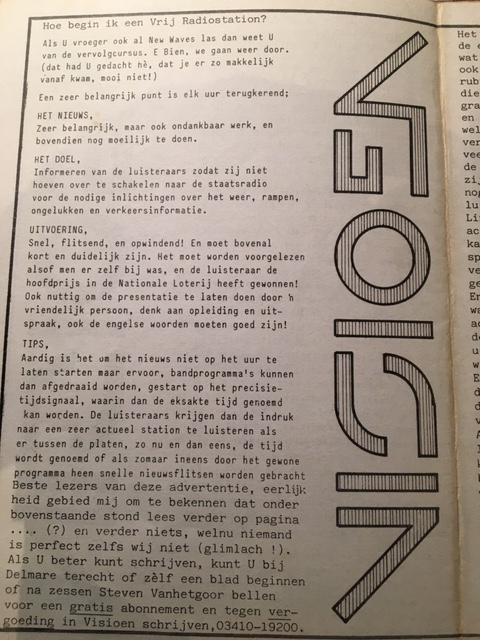 Hoe begin ik een Vrij Radiostation?
Als U vroeger ook al New Waves las dan weet U
van de vervolgcursus. E Bien, we gaan weer door.
(dat had U gedacht hè, dat je er zo makkelijk
vanaf kwam, mooi niet!)
Een zeer belangrijk punt is elk uur terugkerend;
HET NIEUWS,
Zeer belangrijk, maar ook ondankbaar werk, en
bovendien nog moeilijk te doen.
HET DOEL,
Informeren van de luisteraars zodat zij niet
hoeven over te schakelen naar de staatsradio
voor de nodige inlichtingen over het weer, rampen,
ongelukken en verkeersinformatie.
UITVOERING,
Snel, flitsend, en opwindend! En moet bovenal
kort en duidelijk zijn. Het moet worden voorgelezen
alsof men er zelf bij was, en de luisteraar de
hoofdprijs in de Nationale Loterij heeft gewonnen!
Ook nuttig om de presentatie te laten doen door 'n
vriendelijk persoon, denk aan opleiding en uit-
spraak, ook de engelse woorden moeten goed zijn!
TIPS,
Aardig is het om het nieuws niet op het uur te
laten starten maar ervoor, bandprogramma's kunnen
dan afgedraaid worden, gestart op het precisie-
tijdsignaal, waarin dan de eksakte tijd genoemd
kan worden. De luisteraars krijgen dan de indruk
naar een zeer actueel station te luisteren als
er tussen de platen, zo nu en dan eens, de tijd
wordt genoemd of als zomaar ineens door het gewone
programma heen snelle nieuwsflitsen worden gebracht
Beste lezers van deze advertentie, eerlijk
heid gebied mij om te bekennen dat onder
bovenstaande stond lees verder op pagina
.... (?) en verder niets, welnu niemand
is perfect zelfs wij niet (glimlach !).
Als U beter kunt schrijven, kunt U bij
Delmare terecht of zèlf een blad beginnen
of na zessen Steven Vanhetgoor bellen
voor een gratis abonnement en tegen ver-
goeding in Visioen schrijven,03410-19200.
VISIOEN
Het
de e
wat
ook
rub
die
gra
en
wel
ver
vee
de
zij
nog